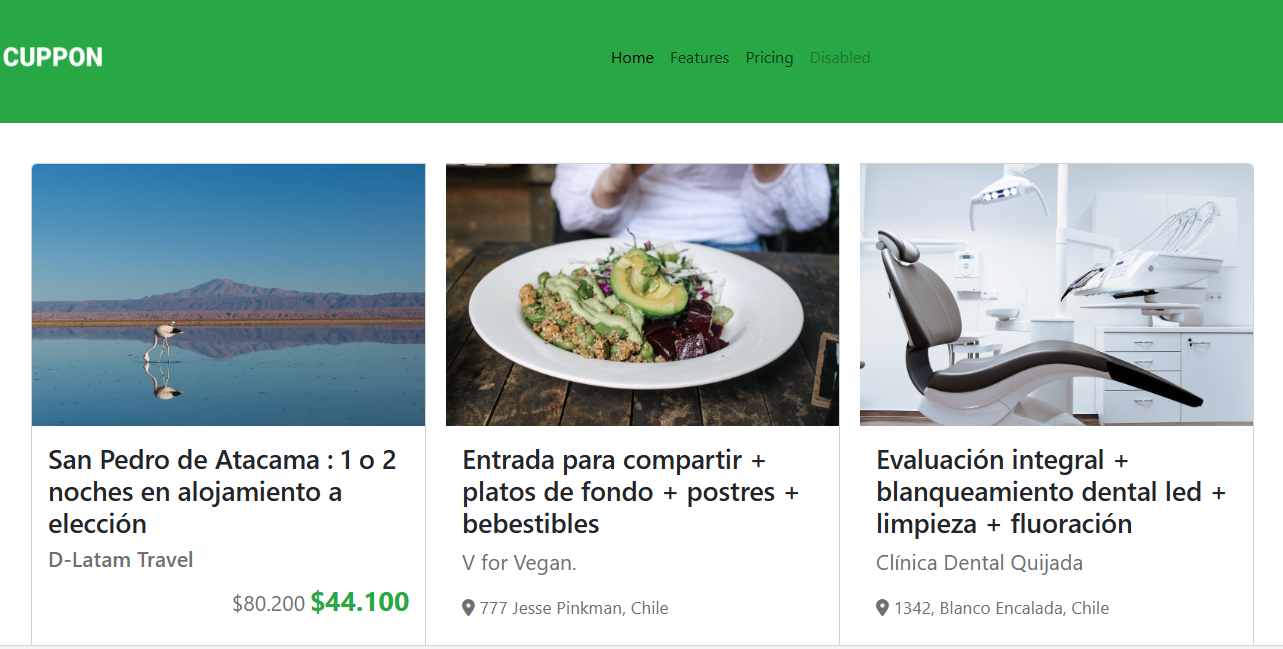 CUPPON
Home Features Pricing Disabled
San Pedro de Atacama : 1 o 2
noches en alojamiento a
elección
D-Latam Travel
$80.200 $44.100
Entrada para compartir +
platos de fondo + postres +
bebestibles
V for Vegan.
777 Jesse Pinkman, Chile
Evaluación integral +
blanqueamiento dental led +
limpieza + fluoración
Clínica Dental Quijada
1342, Blanco Encalada, Chile